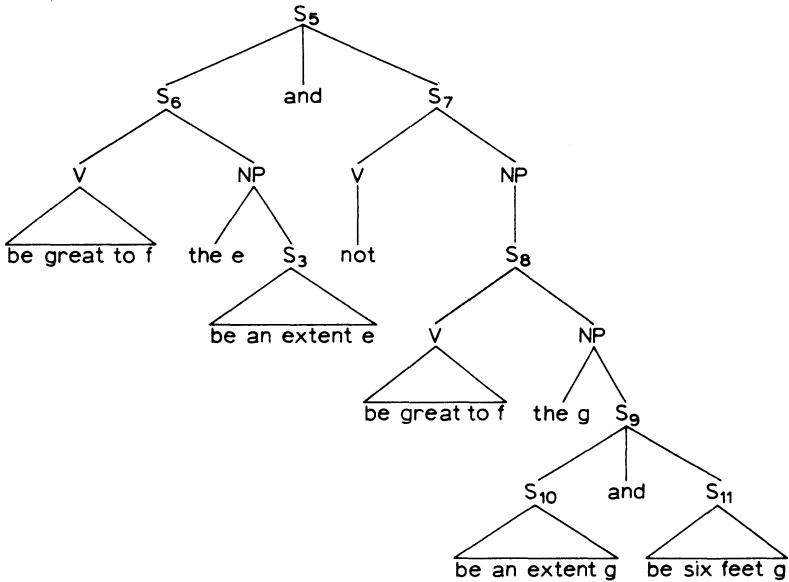 S5
S6 and S7
V NP V NP
be great to f the e S3 not S8
be an extent e V NP
be great to f the g S9
S10 and S11
be an extent g be six feet g